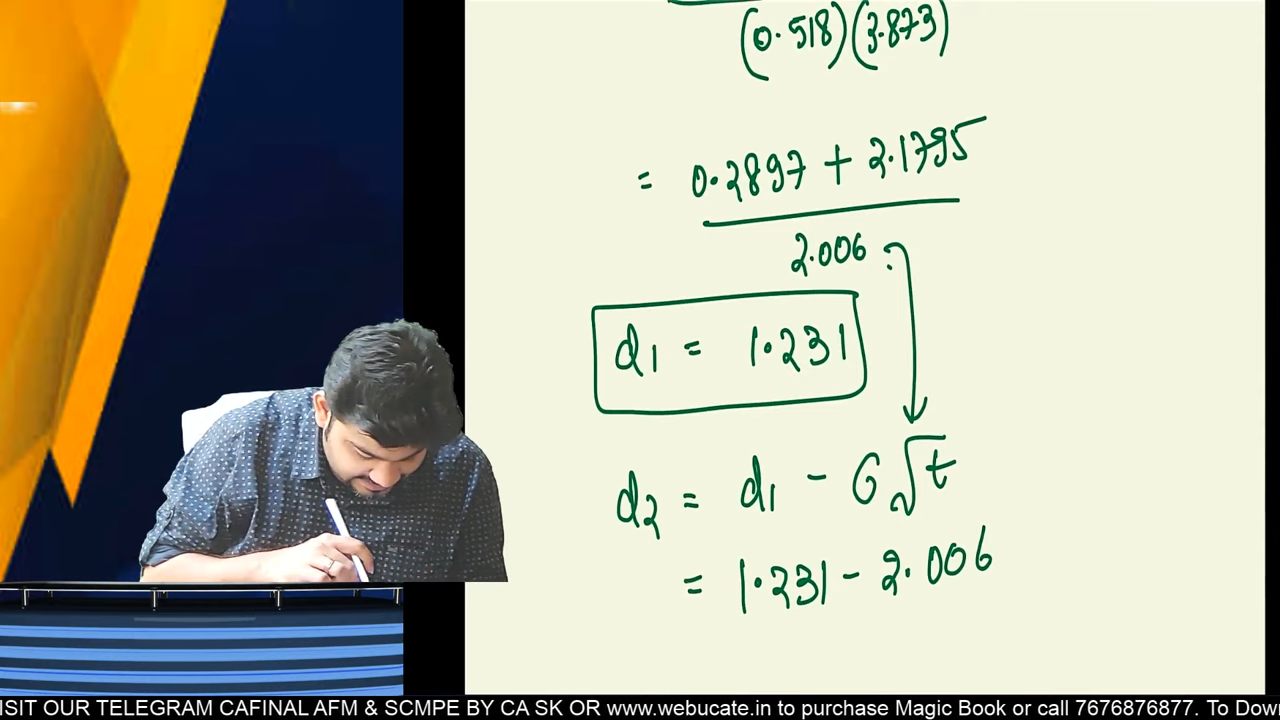 (0.518)(3.873)
= 0.2897 + 2.1795
2.006
d1 = 1.231
d2 = d1 - σ√t
= 1.231 - 2.006
ISIT OUR TELEGRAM CAFINAL AFM & SCMPE BY CA SK OR www.webucate.in to purchase Magic Book or call 7676876877. To Dow